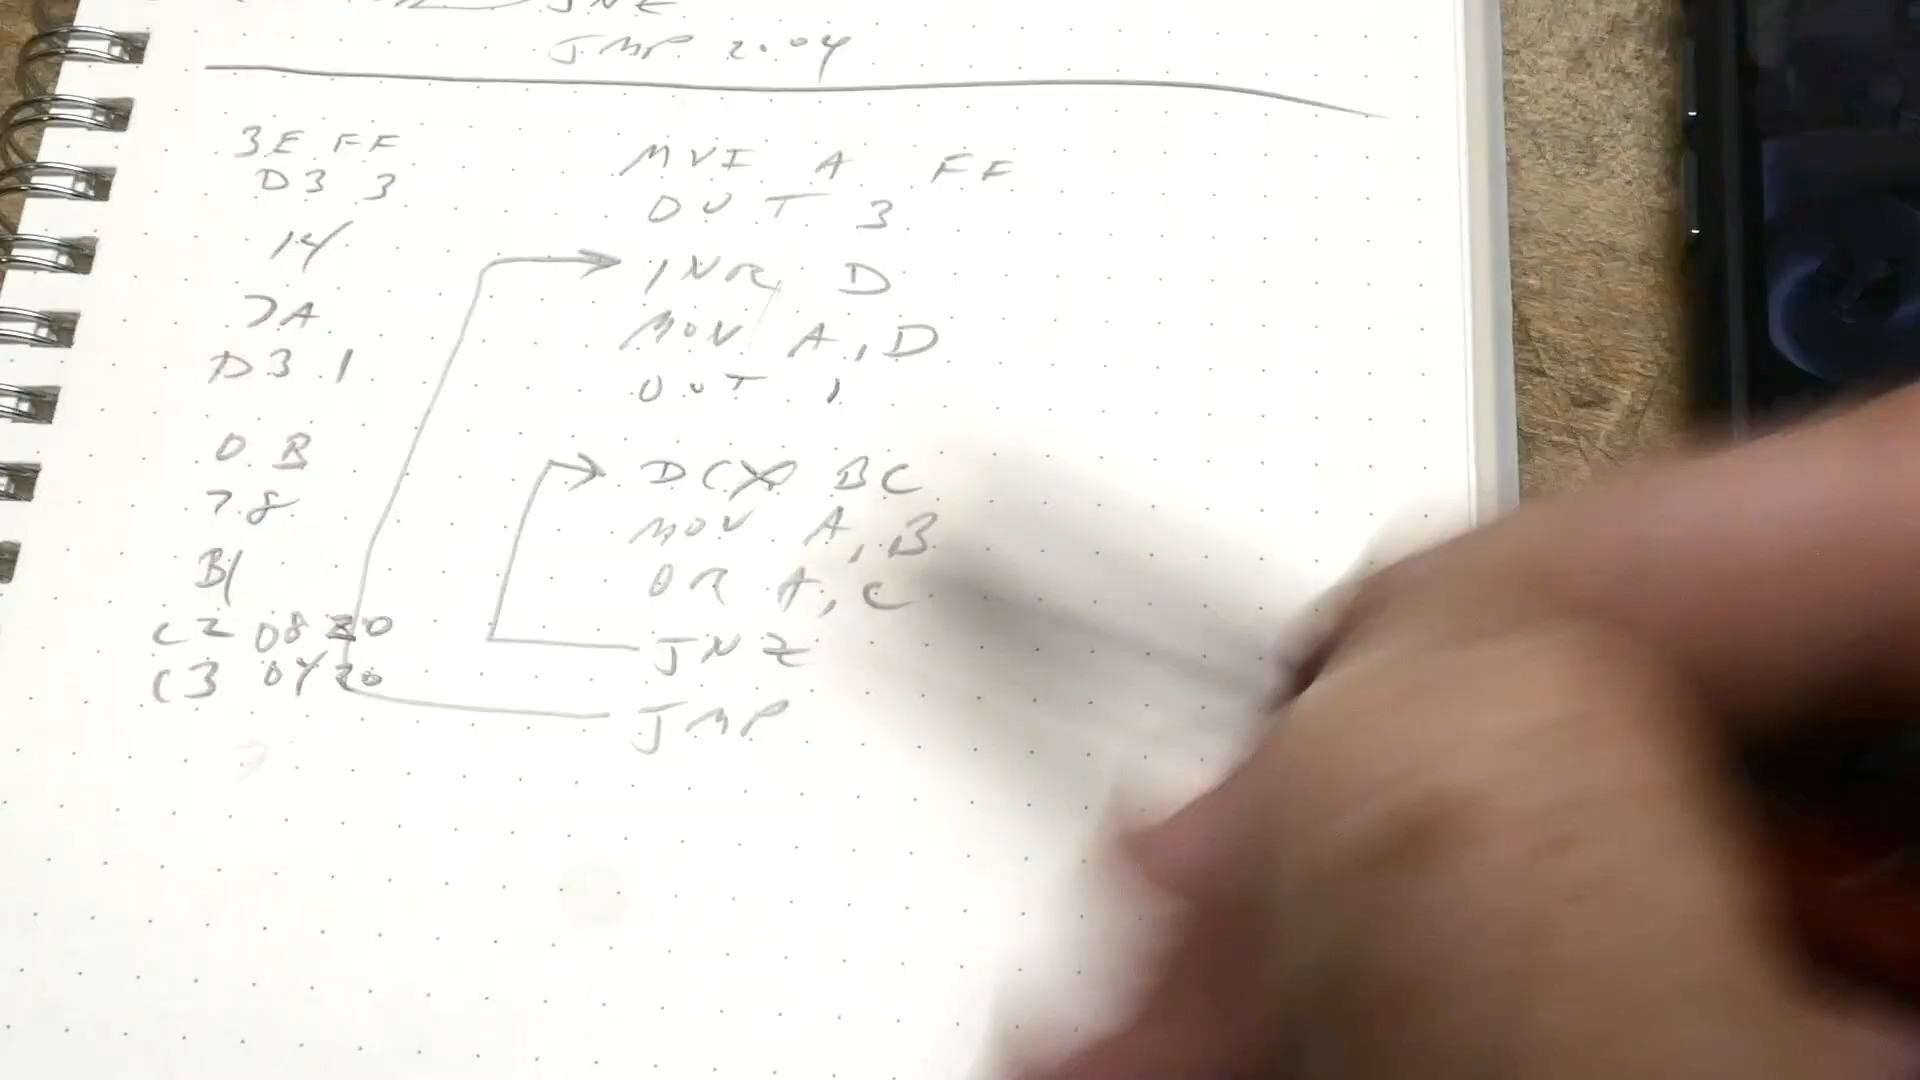 JNZ
JMP 2.04
3E FF MVI A FF
D3 3 OUT 3
14 INR D
7A MOV A,D
D3 1 OUT 1
0B DCX BC
78 MOV A,B
B1 OR A,C
C2 08 20 JNZ
C3 04 20 JMP